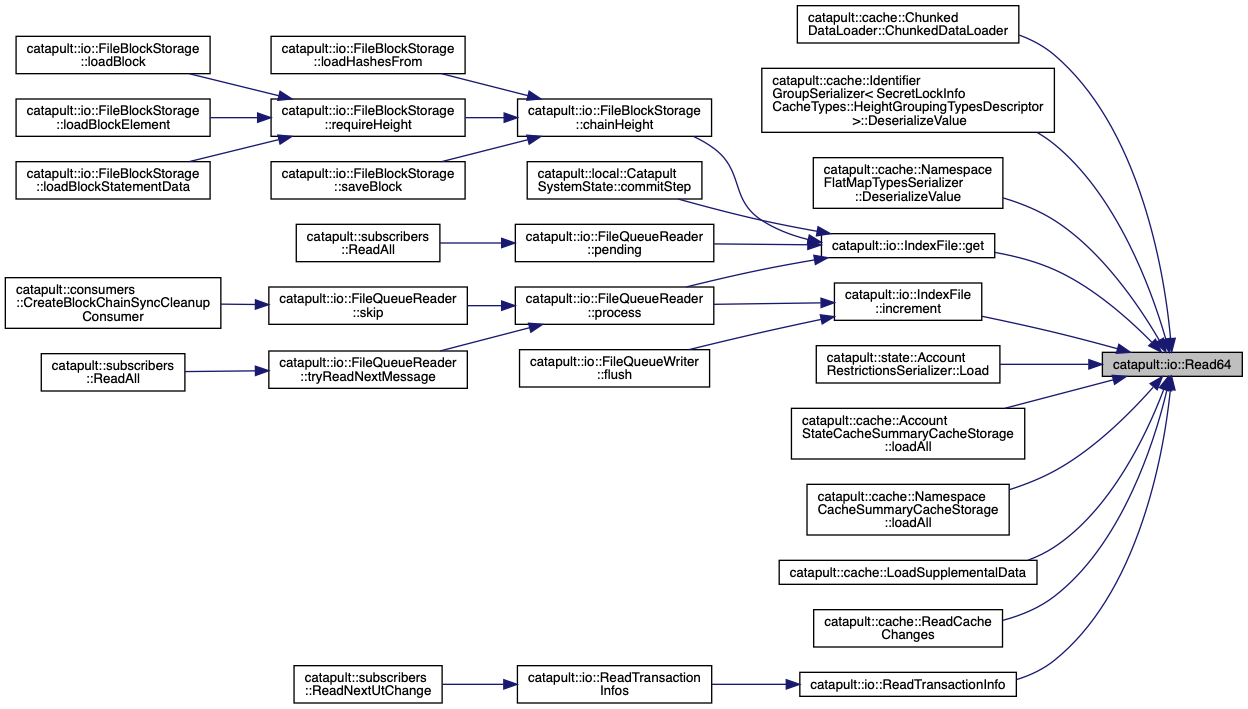 catapult::cache::Chunked
DataLoader::ChunkedDataLoader
catapult::io::FileBlockStorage
::loadBlock
catapult::io::FileBlockStorage
::loadHashesFrom
catapult::cache::Identifier
GroupSerializer< SecretLockInfo
CacheTypes::HeightGroupingTypesDescriptor
>::DeserializeValue
catapult::io::FileBlockStorage
::loadBlockElement
catapult::io::FileBlockStorage
::requireHeight
catapult::io::FileBlockStorage
::chainHeight
catapult::io::FileBlockStorage
::loadBlockStatementData
catapult::io::FileBlockStorage
::saveBlock
catapult::local::Catapult
SystemState::commitStep
catapult::cache::Namespace
FlatMapTypesSerializer
::DeserializeValue
catapult::subscribers
::ReadAll
catapult::io::FileQueueReader
::pending
catapult::io::IndexFile::get
catapult::consumers
::CreateBlockChainSyncCleanup
Consumer
catapult::io::FileQueueReader
::skip
catapult::io::FileQueueReader
::process
catapult::io::IndexFile
::increment
catapult::subscribers
::ReadAll
catapult::io::FileQueueReader
::tryReadNextMessage
catapult::io::FileQueueWriter
::flush
catapult::state::Account
RestrictionsSerializer::Load
catapult::io::Read64
catapult::cache::Account
StateCacheSummaryCacheStorage
::loadAll
catapult::cache::Namespace
CacheSummaryCacheStorage
::loadAll
catapult::cache::LoadSupplementalData
catapult::cache::ReadCache
Changes
catapult::subscribers
::ReadNextUtChange
catapult::io::ReadTransaction
Infos
catapult::io::ReadTransactionInfo